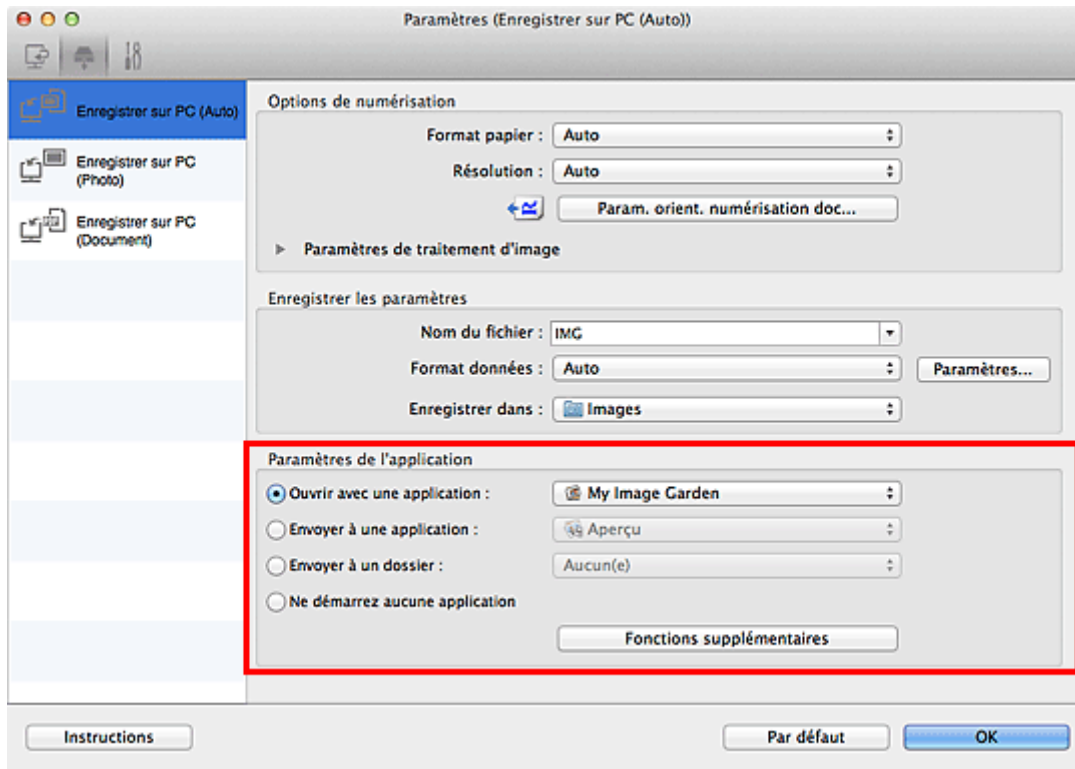 Paramètres (Enregistrer sur PC (Auto))
Enregistrer sur PC (Auto)
Enregistrer sur PC
(Photo)
Enregistrer sur PC
(Document)
Options de numérisation
Format papier : Auto
Résolution : Auto
Param. orient. numérisation doc...
Paramètres de traitement d'image
Enregistrer les paramètres
Nom du fichier : IMG
Format données : Auto Paramètres...
Enregistrer dans : Images
Paramètres de l'application
Ouvrir avec une application : My Image Garden
Envoyer à une application : Aperçu
Envoyer à un dossier : Aucun(e)
Ne démarrez aucune application
Fonctions supplémentaires
Instructions Par défaut OK